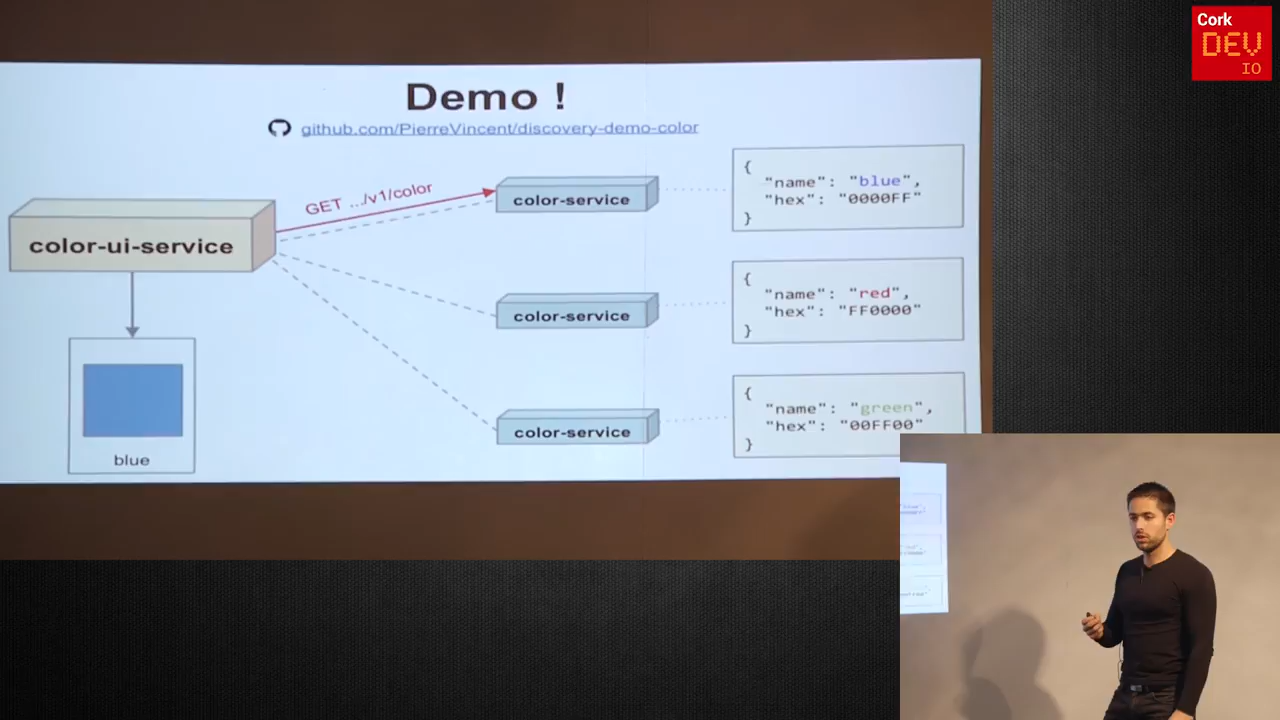 Cork
DEV
IO
Demo !
github.com/PierreVincent/discovery-demo-color
GET .../v1/color
color-ui-service
blue
color-service
color-service
color-service
{
"name": "blue",
"hex": "0000FF"
}
{
"name": "red",
"hex": "FF0000"
}
{
"name": "green",
"hex": "00FF00"
}